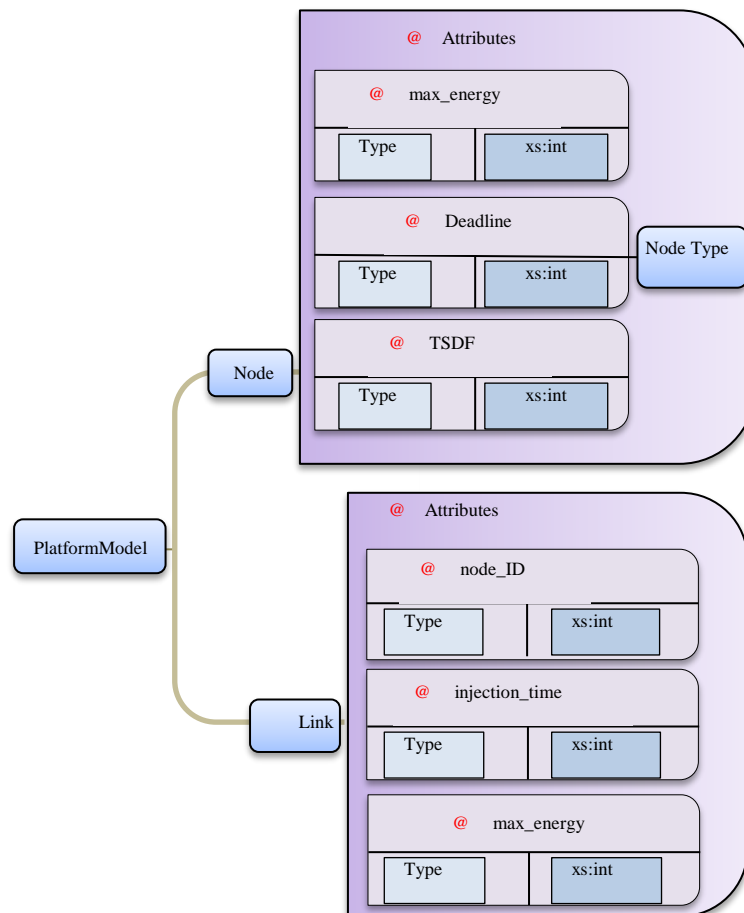 @ Attributes
@ max_energy
Type xs:int
@ Deadline
Node Type
Type xs:int
@ TSDF
Node
Type xs:int
@ Attributes
PlatformModel
@ node_ID
Type xs:int
@ injection_time
Link
Type xs:int
@ max_energy
Type xs:int